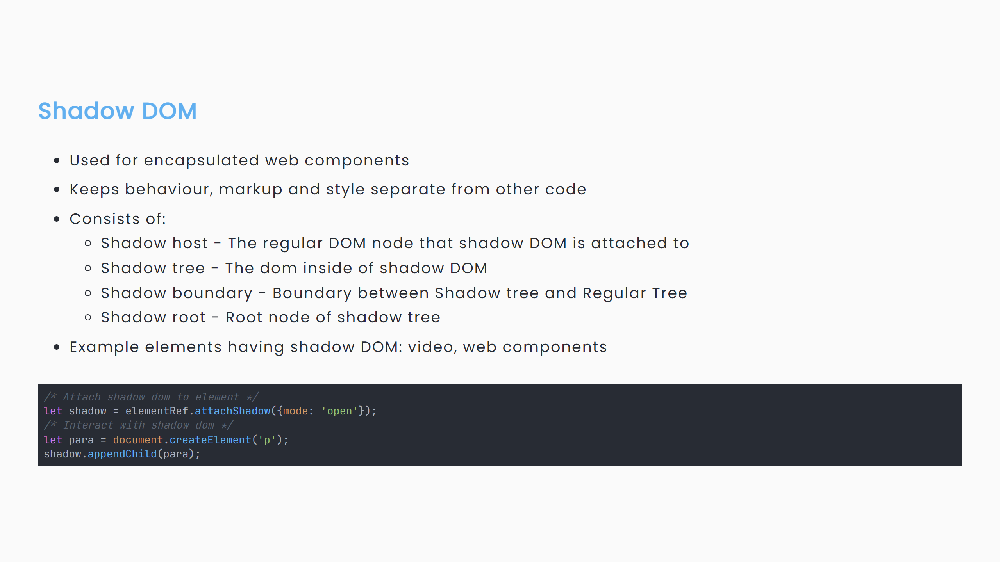 Shadow DOM
Used for encapsulated web components
Keeps behaviour, markup and style separate from other code
Consists of:
Shadow host - The regular DOM node that shadow DOM is attached to
Shadow tree - The dom inside of shadow DOM
Shadow boundary - Boundary between Shadow tree and Regular Tree
Shadow root - Root node of shadow tree
Example elements having shadow DOM: video, web components
/* Attach shadow dom to element */
let shadow = elementRef.attachShadow({mode: 'open'});
/* Interact with shadow dom */
let para = document.createElement('p');
shadow.appendChild(para);